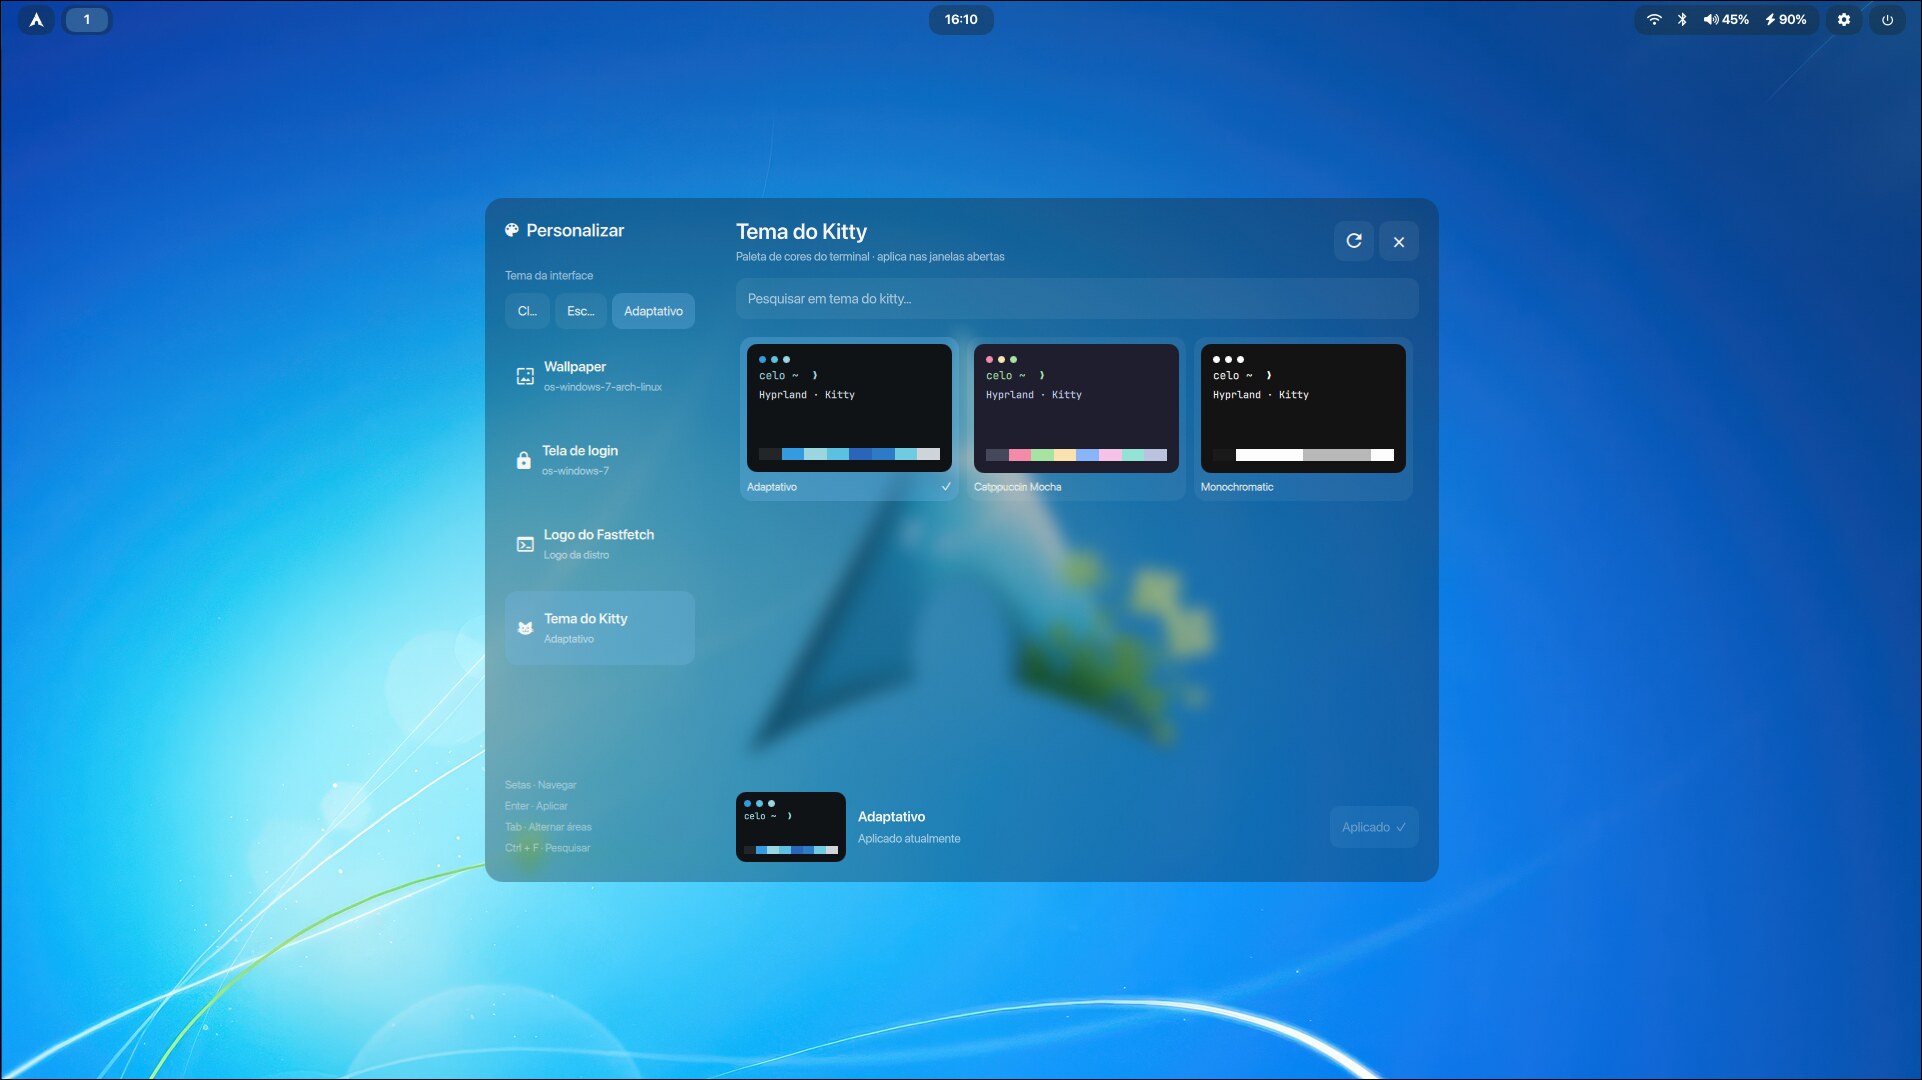 1
16:10
45%
90%
Personalizar
Tema da interface
Cl...
Esc...
Adaptativo
Wallpaper
os-windows-7-arch-linux
Tela de login
os-windows-7
Logo do Fastfetch
Logo da distro
Tema do Kitty
Adaptativo
Setas · Navegar
Enter · Aplicar
Tab · Alternar áreas
Ctrl + F · Pesquisar
Tema do Kitty
Paleta de cores do terminal · aplica nas janelas abertas
Pesquisar em tema do kitty...
celo ~ ❯
Hyprland · Kitty
Adaptativo ✓
celo ~ ❯
Hyprland · Kitty
Catppuccin Mocha
celo ~ ❯
Hyprland · Kitty
Monochromatic
celo ~ ❯
Adaptativo
Aplicado atualmente
Aplicado ✓